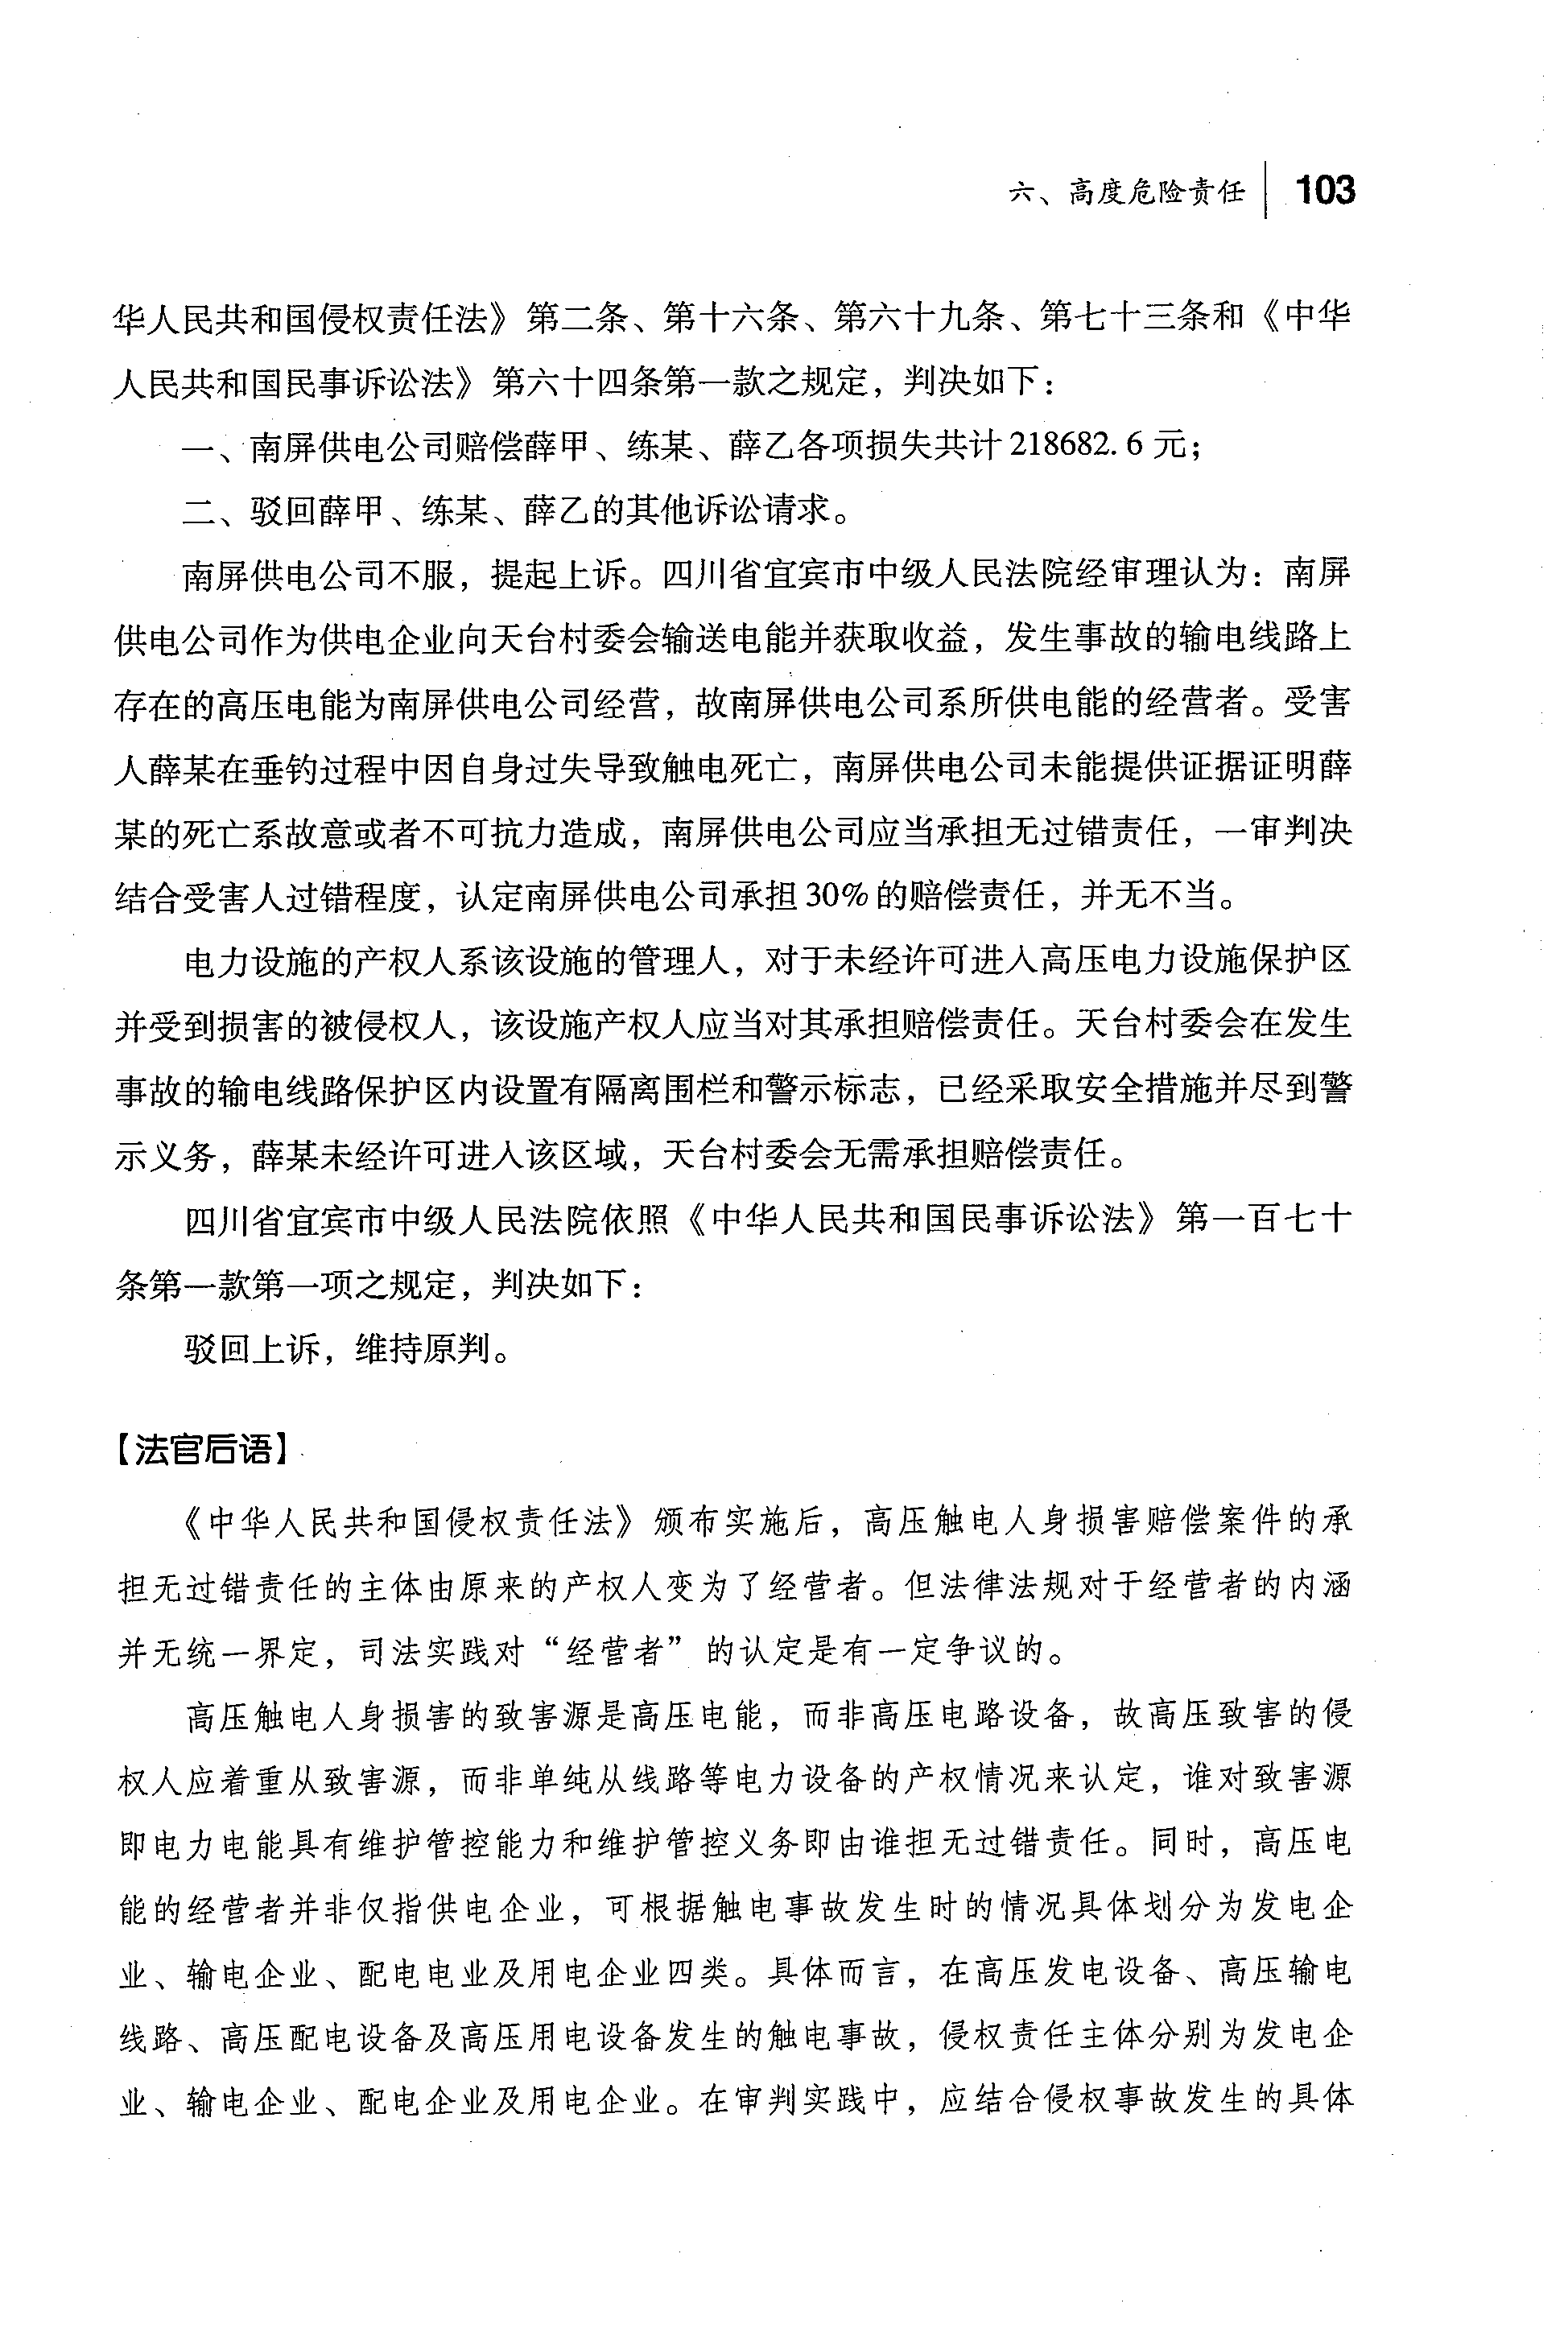 六、高度危险责任 103
华人民共和国侵权责任法》第二条、第十六条、第六十九条、第七十三条和《中华
人民共和国民事诉讼法》第六十四条第一款之规定，判决如下：
一、南屏供电公司赔偿薛甲、练某、薛乙各项损失共计 218682.6 元；
二、驳回薛甲、练某、薛乙的其他诉讼请求。
南屏供电公司不服，提起上诉。四川省宜宾市中级人民法院经审理认为：南屏
供电公司作为供电企业向天台村委会输送电能并获取收益，发生事故的输电线路上
存在的高压电能为南屏供电公司经营，故南屏供电公司系所供电能的经营者。受害
人薛某在垂钓过程中因自身过失导致触电死亡，南屏供电公司未能提供证据证明薛
某的死亡系故意或者不可抗力造成，南屏供电公司应当承担无过错责任，一审判决
结合受害人过错程度，认定南屏供电公司承担 30% 的赔偿责任，并无不当。
电力设施的产权人系该设施的管理人，对于未经许可进入高压电力设施保护区
并受到损害的被侵权人，该设施产权人应当对其承担赔偿责任。天台村委会在发生
事故的输电线路保护区内设置有隔离围栏和警示标志，已经采取安全措施并尽到警
示义务，薛某未经许可进入该区域，天台村委会无需承担赔偿责任。
四川省宜宾市中级人民法院依照《中华人民共和国民事诉讼法》第一百七十
条第一款第一项之规定，判决如下：
驳回上诉，维持原判。
【法官后语】
《中华人民共和国侵权责任法》颁布实施后，高压触电人身损害赔偿案件的承
担无过错责任的主体由原来的产权人变为了经营者。但法律法规对于经营者的内涵
并无统一界定，司法实践对“经营者”的认定是有一定争议的。
高压触电人身损害的致害源是高压电能，而非高压电路设备，故高压致害的侵
权人应着重从致害源，而非单纯从线路等电力设备的产权情况来认定，谁对致害源
即电力电能具有维护管控能力和维护管控义务即由谁担无过错责任。同时，高压电
能的经营者并非仅指供电企业，可根据触电事故发生时的情况具体划分为发电企
业、输电企业、配电电业及用电企业四类。具体而言，在高压发电设备、高压输电
线路、高压配电设备及高压用电设备发生的触电事故，侵权责任主体分别为发电企
业、输电企业、配电企业及用电企业。在审判实践中，应结合侵权事故发生的具体